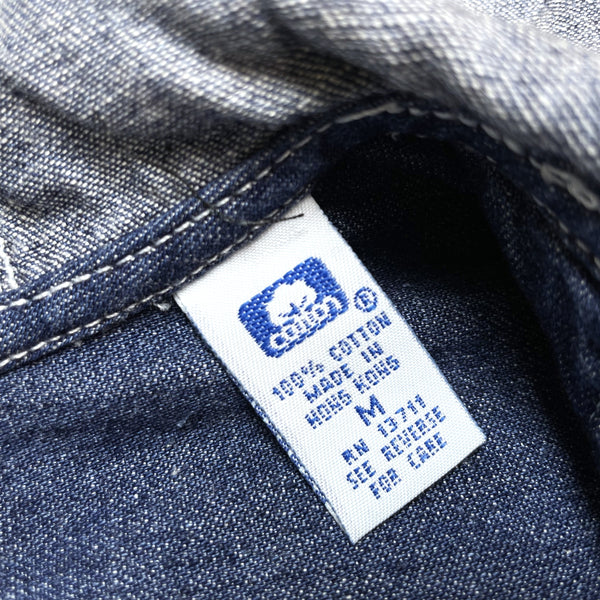 cotton ®
100% COTTON
MADE IN
HONG KONG
M
RN 13711
SEE REVERSE
FOR CARE